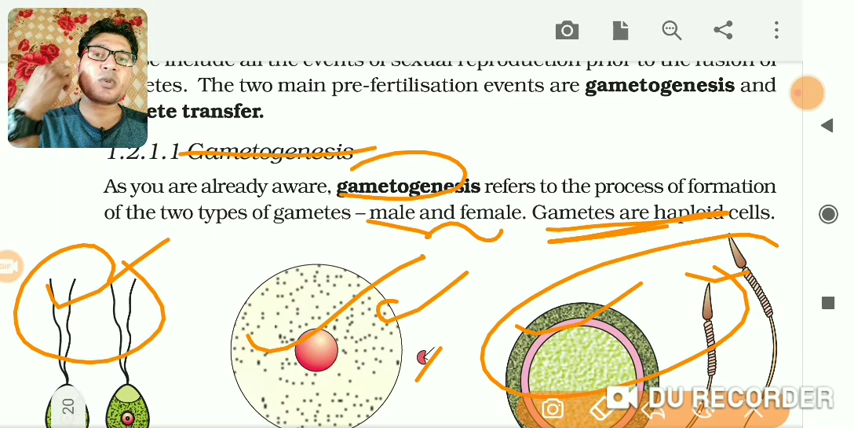 include all the events of sexual reproduction prior to the fusion of
The two main pre-fertilisation events are gametogenesis and
transfer.
1.2.1.1 Gametogenesis
As you are already aware, gametogenesis refers to the process of formation
of the two types of gametes – male and female. Gametes are haploid cells.
GIF
20
DU RECORDER